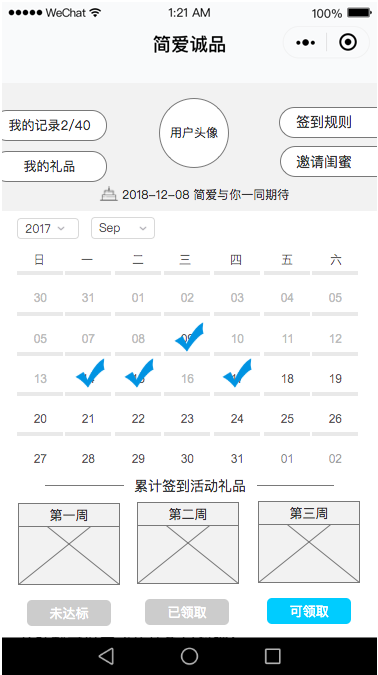 WeChat 1:21 AM 100%
简爱诚品
我的记录2/40 用户头像 签到规则
我的礼品 邀请闺蜜
2018-12-08 简爱与你一同期待
2017 Sep
日 一 二 三 四 五 六
30 31 01 02 03 04 05
05 07 08 09 10 11 12
13 16 18 19
20 21 22 23 24 25 26
27 28 29 30 31 01 02
累计签到活动礼品
第一周 第二周 第三周
未达标 已领取 可领取